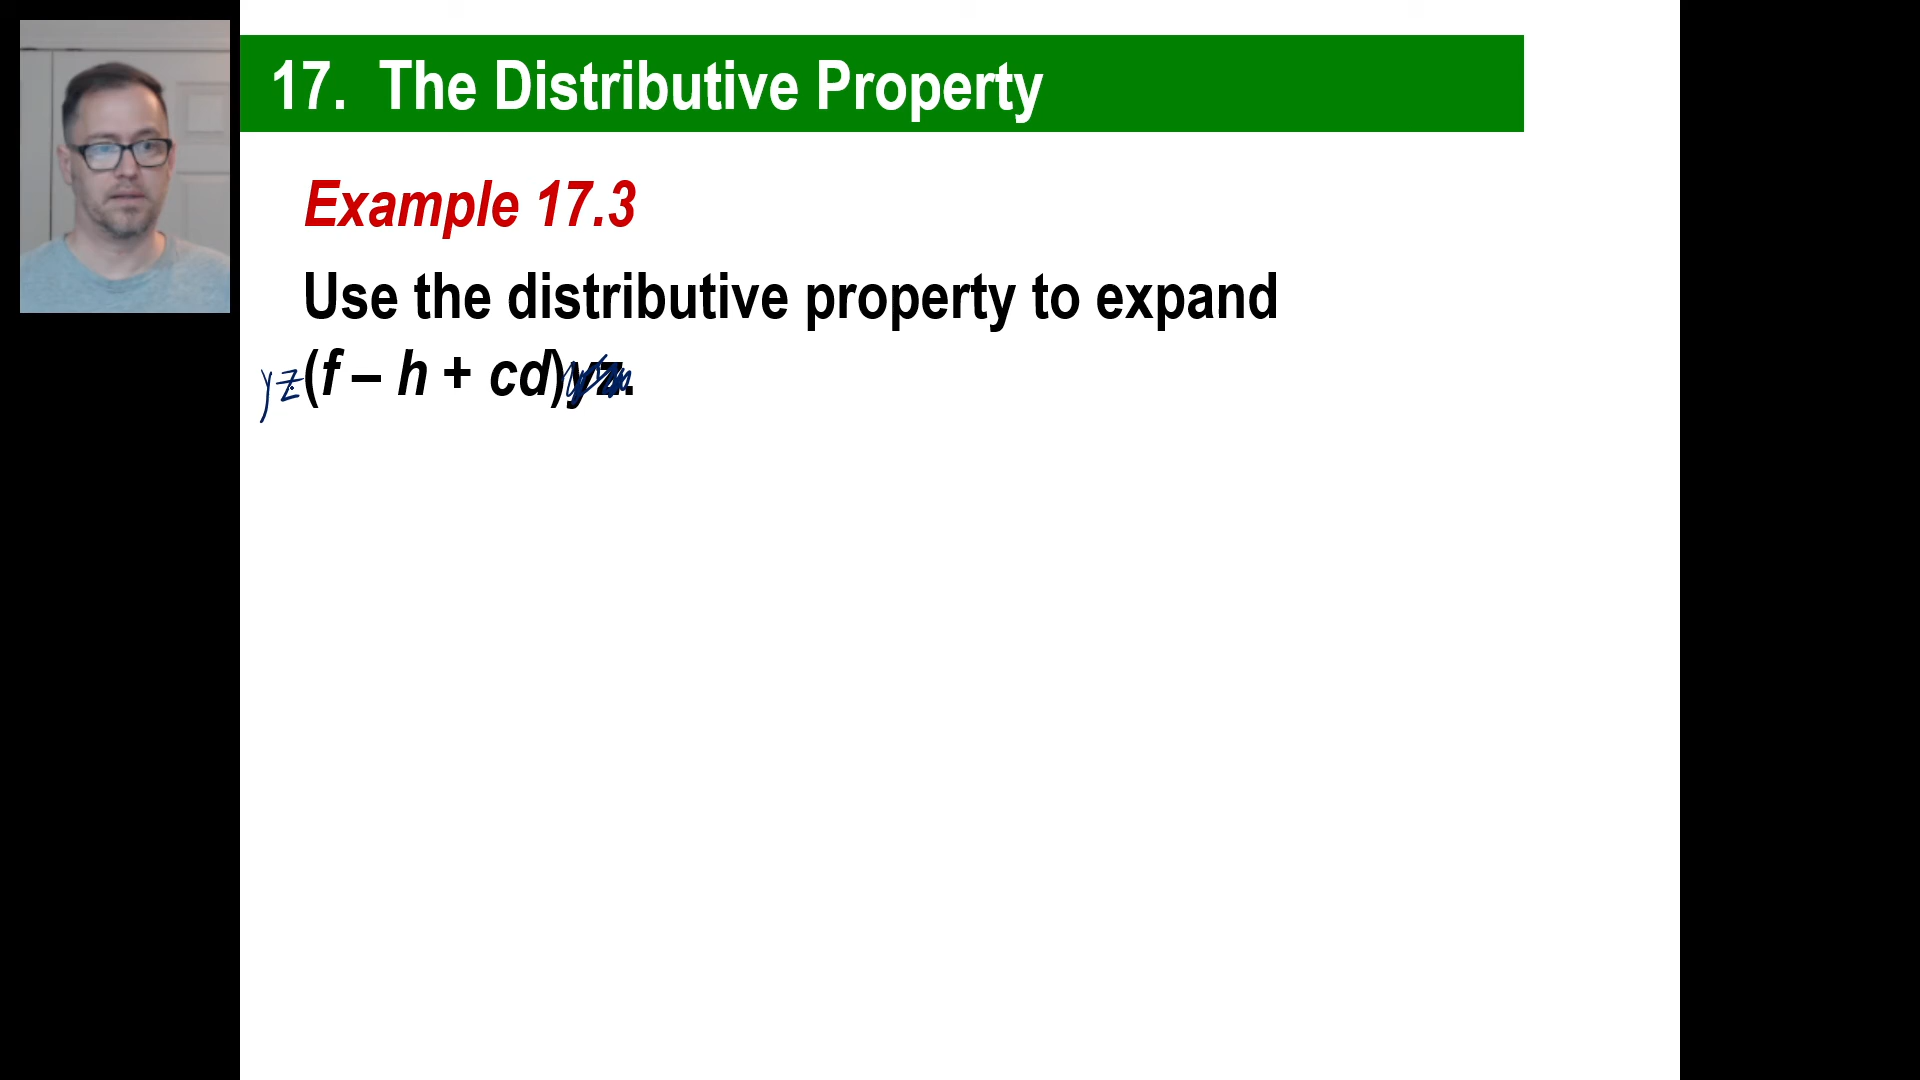 17. The Distributive Property
Example 17.3
Use the distributive property to expand
yz(f – h + cd)yz.